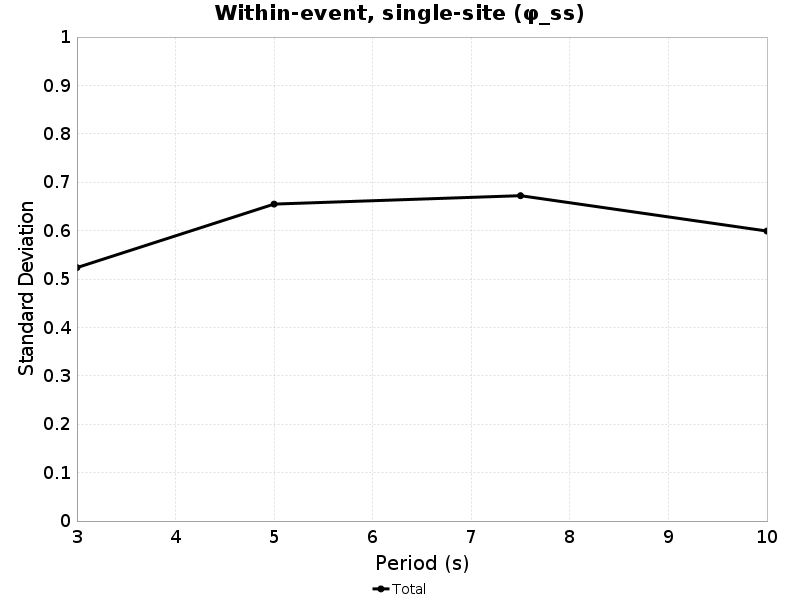 Within-event, single-site (φ_ss)
1
0.9
0.8
0.7
0.6
0.5
0.4
0.3
0.2
0.1
0
Standard Deviation
3 4 5 6 7 8 9 10
Period (s)
Total